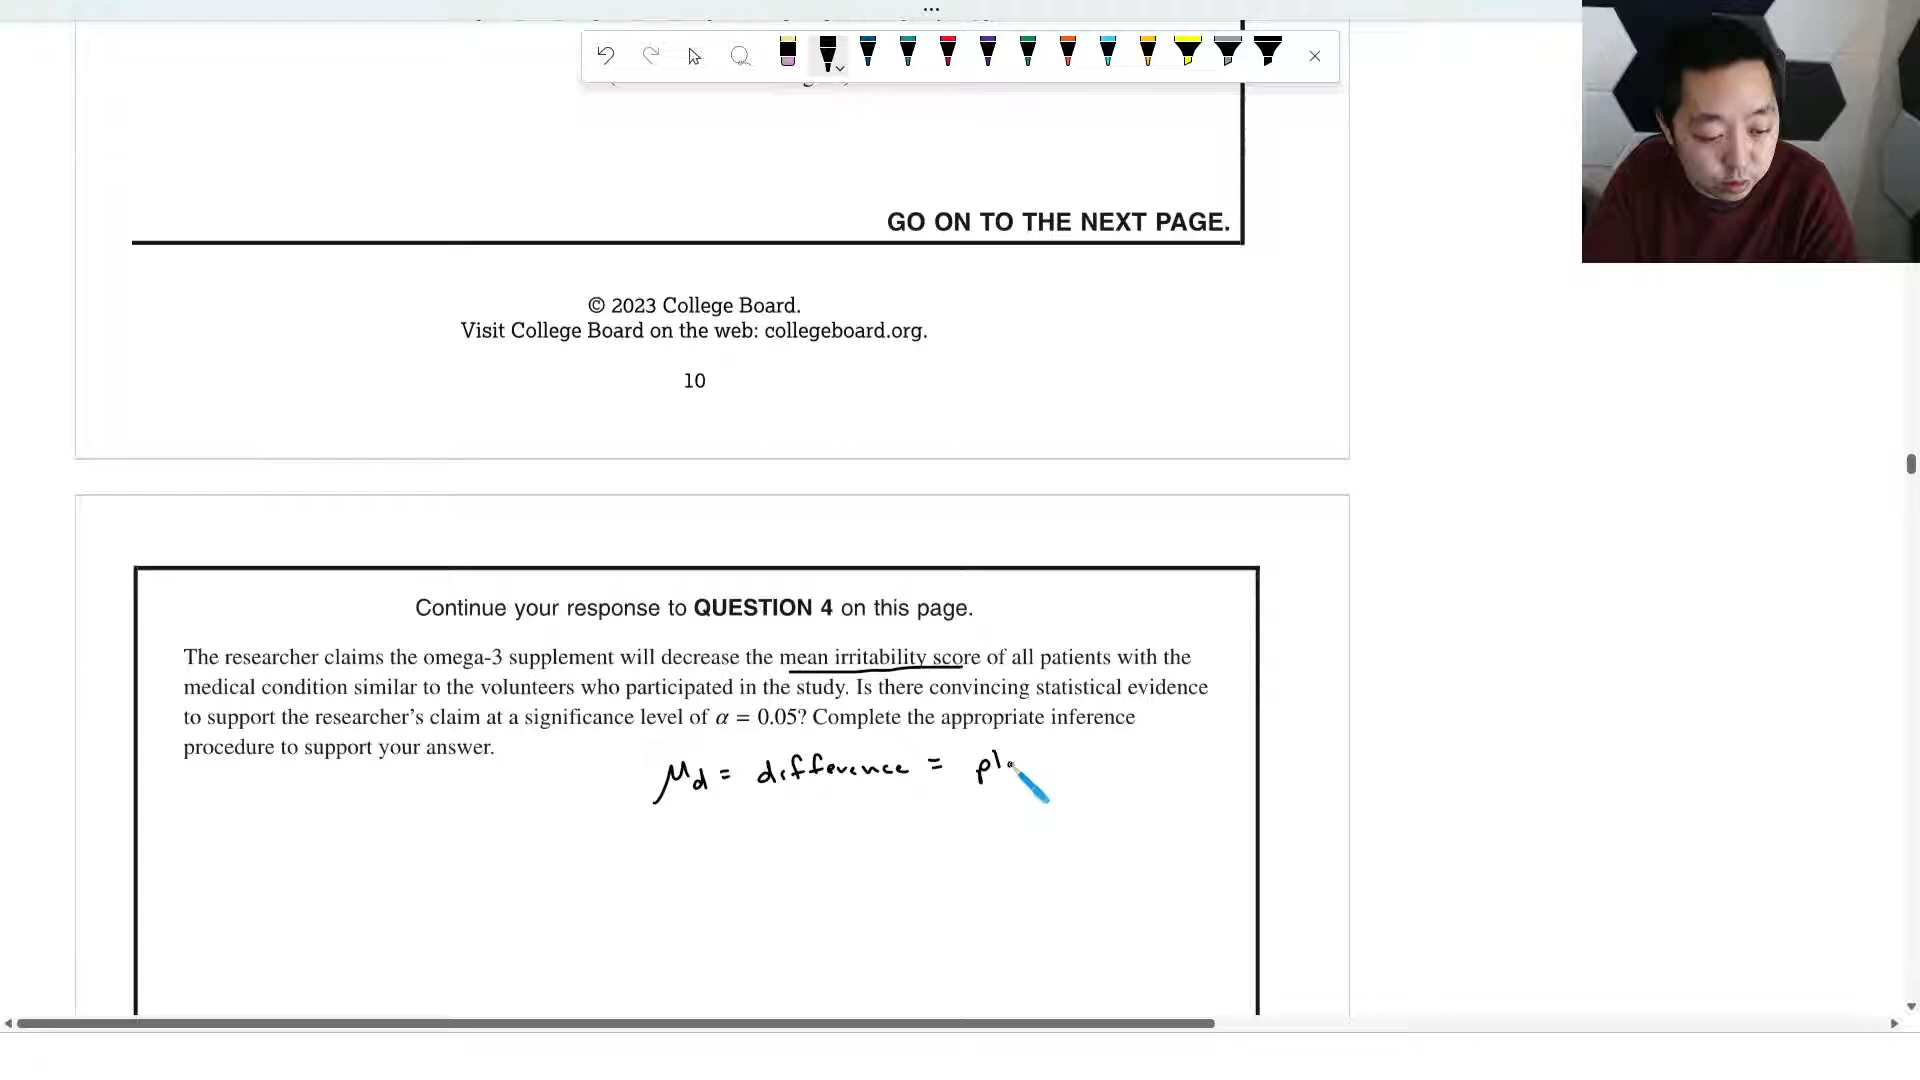 GO ON TO THE NEXT PAGE.
© 2023 College Board.
Visit College Board on the web: collegeboard.org.
10
Continue your response to QUESTION 4 on this page.
The researcher claims the omega-3 supplement will decrease the mean irritability score of all patients with the
medical condition similar to the volunteers who participated in the study. Is there convincing statistical evidence
to support the researcher's claim at a significance level of α = 0.05? Complete the appropriate inference
procedure to support your answer.
μd = difference = pla